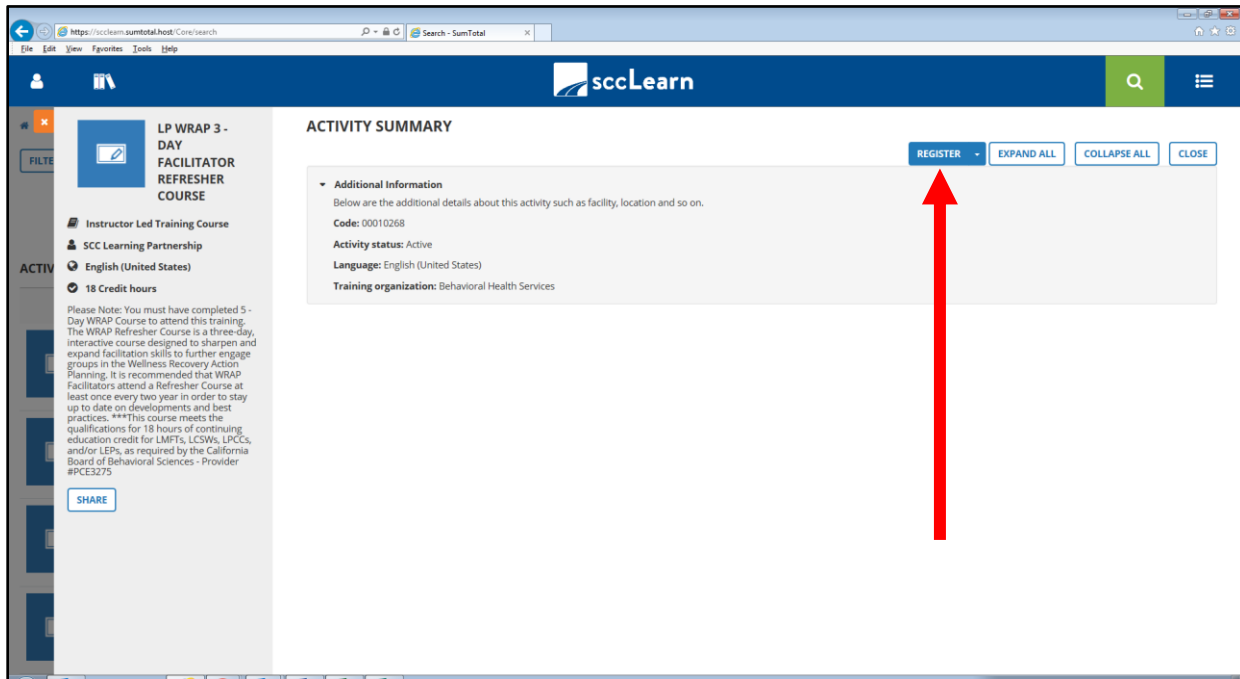 https://scclearn.sumtotal.host/Core/search
Search - SumTotal
File Edit View Favorites Tools Help
sccLearn
FILTE
ACTIV
LP WRAP 3 -
DAY
FACILITATOR
REFRESHER
COURSE
Instructor Led Training Course
SCC Learning Partnership
English (United States)
18 Credit hours
Please Note: You must have completed 5 -
Day WRAP Course to attend this training.
The WRAP Refresher Course is a three-day,
interactive course designed to sharpen and
expand facilitation skills to further engage
groups in the Wellness Recovery Action
Planning. It is recommended that WRAP
Facilitators attend a Refresher Course at
least once every two year in order to stay
up to date on developments and best
practices. ***This course meets the
qualifications for 18 hours of continuing
education credit for LMFTs, LCSWs, LPCCs,
and/or LEPs, as required by the California
Board of Behavioral Sciences - Provider
#PCE3275
SHARE
ACTIVITY SUMMARY
REGISTER EXPAND ALL COLLAPSE ALL CLOSE
Additional Information
Below are the additional details about this activity such as facility, location and so on.
Code: 00010268
Activity status: Active
Language: English (United States)
Training organization: Behavioral Health Services